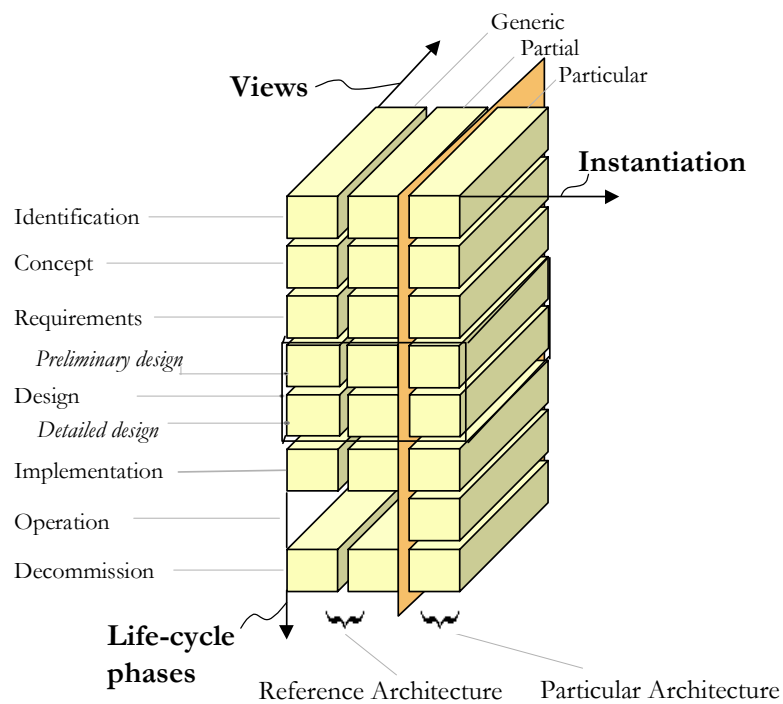 Generic
Partial
Particular
Views
Instantiation
Identification
Concept
Requirements
Preliminary design
Design
Detailed design
Implementation
Operation
Decommission
Life-cycle
phases
Reference Architecture
Particular Architecture